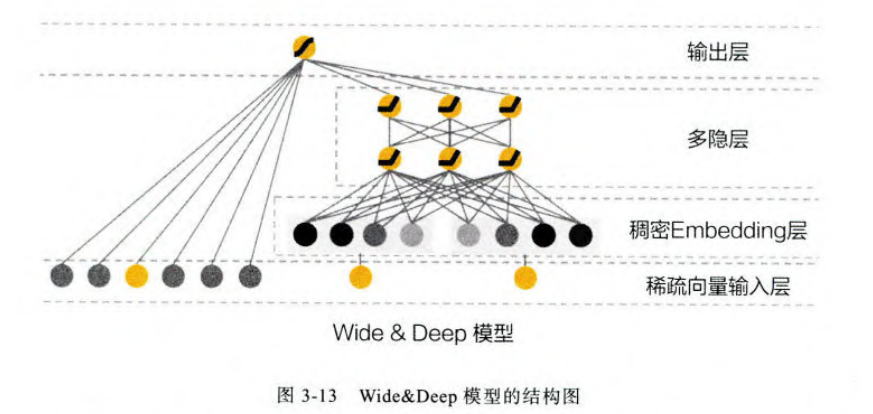 输出层
多隐层
稠密Embedding层
稀疏向量输入层
Wide & Deep 模型
图 3-13 Wide&Deep 模型的结构图